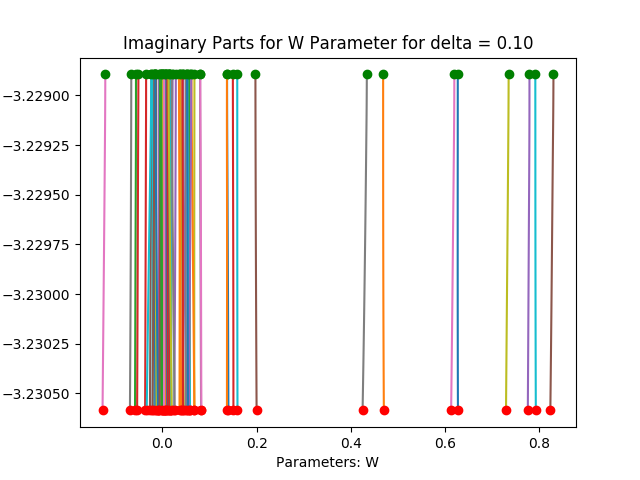 Imaginary Parts for W Parameter for delta = 0.10
−3.22900
−3.22925
−3.22950
−3.22975
−3.23000
−3.23025
−3.23050
0.0 0.2 0.4 0.6 0.8
Parameters: W